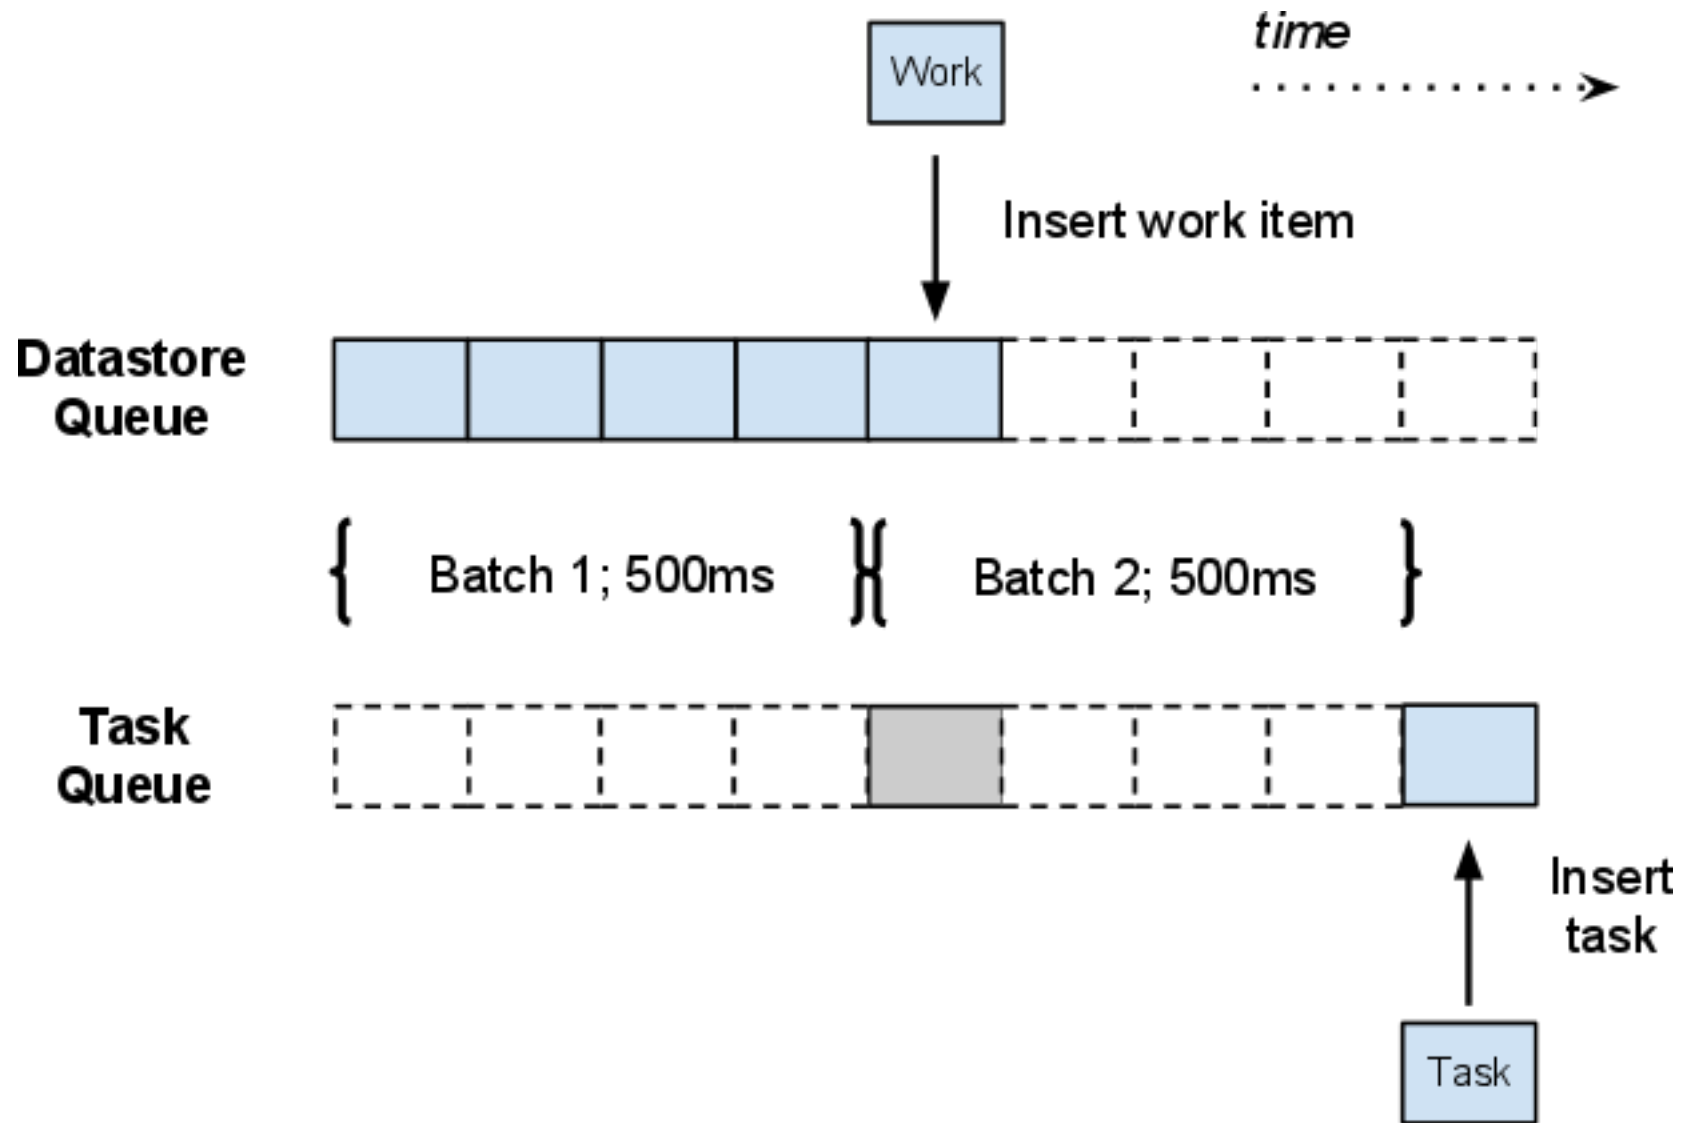 time
Work
Insert work item
Datastore
Queue
Batch 1; 500ms
Batch 2; 500ms
Task
Queue
Insert
task
Task